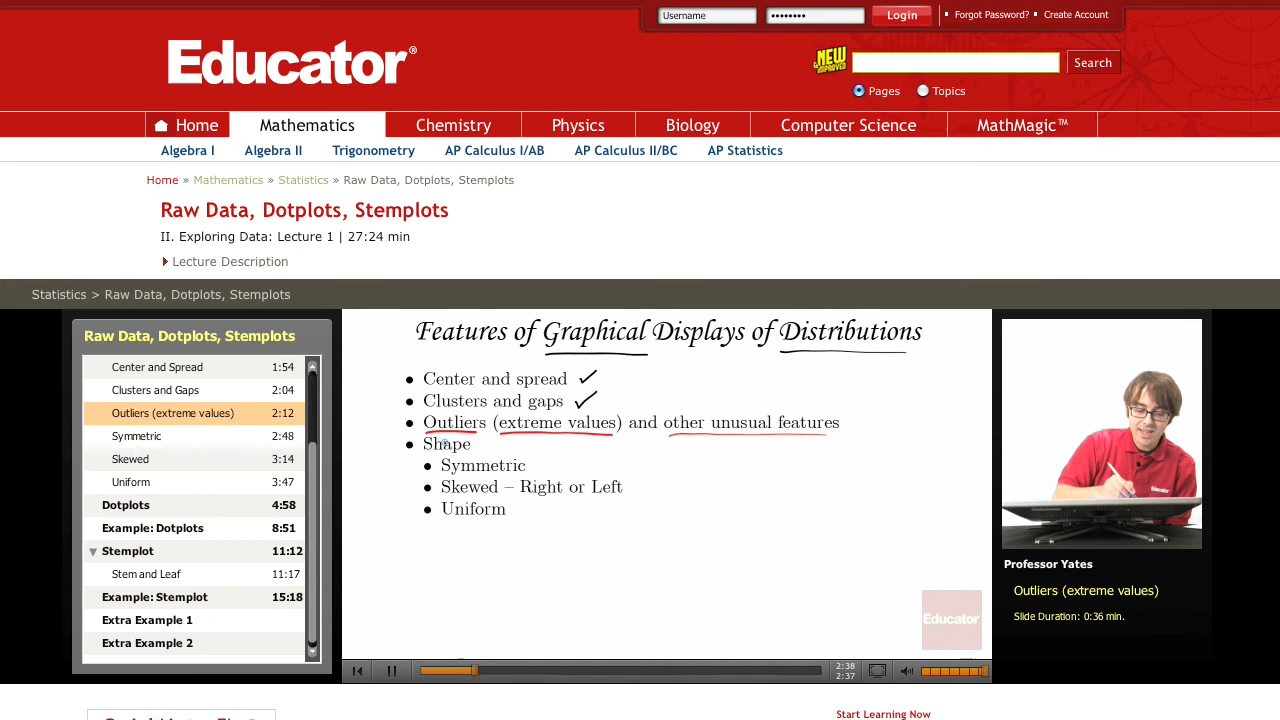 Username
••••••••
Login
Forgot Password?
Create Account
Educator®
NEW
& IMPROVED
Search
Pages
Topics
Home
Mathematics
Chemistry
Physics
Biology
Computer Science
MathMagic™
Algebra I
Algebra II
Trigonometry
AP Calculus I/AB
AP Calculus II/BC
AP Statistics
Home » Mathematics » Statistics » Raw Data, Dotplots, Stemplots
Raw Data, Dotplots, Stemplots
II. Exploring Data: Lecture 1 | 27:24 min
Lecture Description
Statistics > Raw Data, Dotplots, Stemplots
Raw Data, Dotplots, Stemplots
Center and Spread 1:54
Clusters and Gaps 2:04
Outliers (extreme values) 2:12
Symmetric 2:48
Skewed 3:14
Uniform 3:47
Dotplots 4:58
Example: Dotplots 8:51
Stemplot 11:12
Stem and Leaf 11:17
Example: Stemplot 15:18
Extra Example 1
Extra Example 2
Features of Graphical Displays of Distributions
• Center and spread ✓
• Clusters and gaps ✓
• Outliers (extreme values) and other unusual features
• Shape
• Symmetric
• Skewed – Right or Left
• Uniform
Educator
2:38
2:37
Educator
Professor Yates
Outliers (extreme values)
Slide Duration: 0:36 min.
Start Learning Now